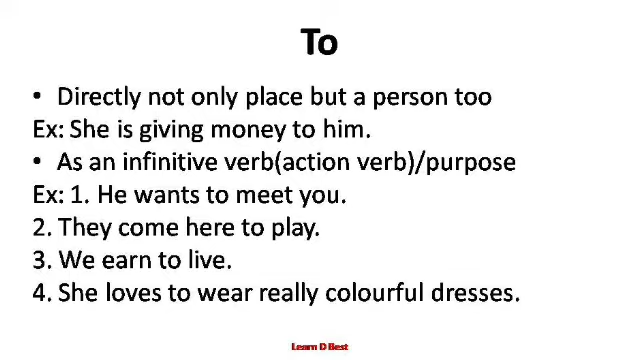 To
• Directly not only place but a person too
Ex: She is giving money to him.
• As an infinitive verb(action verb)/purpose
Ex: 1. He wants to meet you.
2. They come here to play.
3. We earn to live.
4. She loves to wear really colourful dresses.
Learn D Best